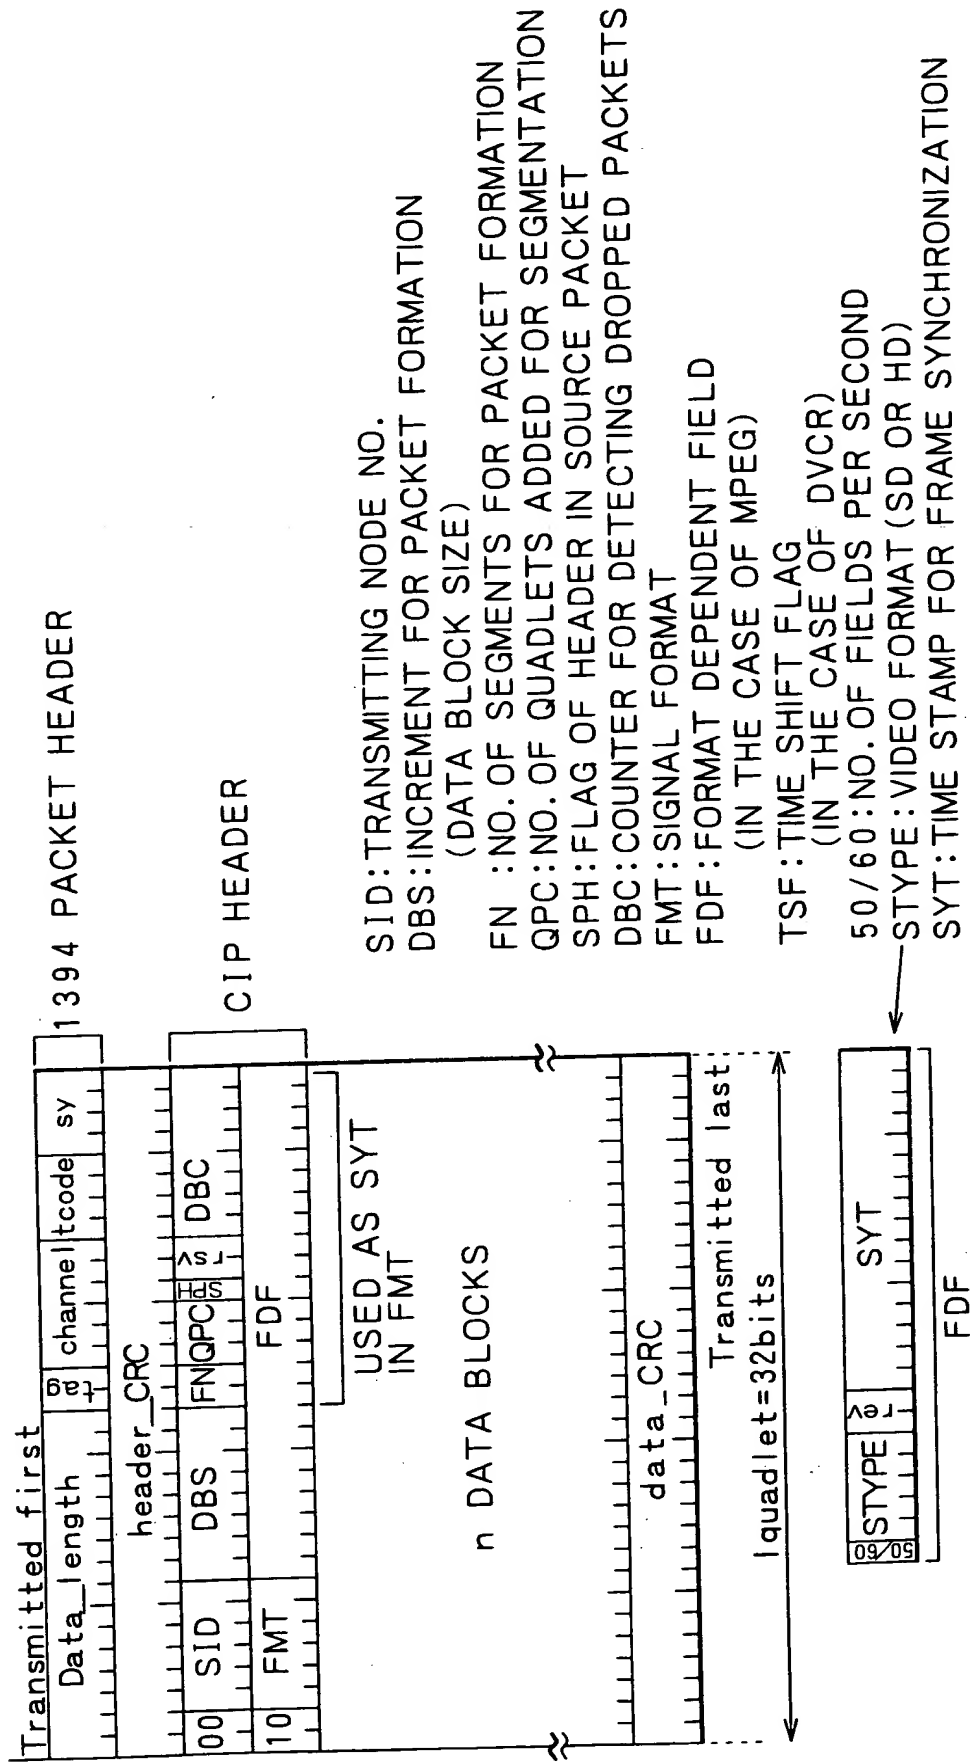 Transmitted first
Data_length tag channel tcode sy
1394 PACKET HEADER
header_CRC
00 SID DBS FN QPC SPH rsv DBC
10 FMT FDF
CIP HEADER
USED AS SYT
IN FMT
n DATA BLOCKS
data_CRC
Transmitted last
1quadlet=32bits
50/60 STYPE rev SYT
FDF
SID:TRANSMITTING NODE NO.
DBS:INCREMENT FOR PACKET FORMATION
(DATA BLOCK SIZE)
FN :NO. OF SEGMENTS FOR PACKET FORMATION
QPC:NO. OF QUADLETS ADDED FOR SEGMENTATION
SPH:FLAG OF HEADER IN SOURCE PACKET
DBC:COUNTER FOR DETECTING DROPPED PACKETS
FMT:SIGNAL FORMAT
FDF:FORMAT DEPENDENT FIELD
(IN THE CASE OF MPEG)
TSF:TIME SHIFT FLAG
(IN THE CASE OF DVCR)
50/60:NO. OF FIELDS PER SECOND
STYPE:VIDEO FORMAT (SD OR HD)
SYT:TIME STAMP FOR FRAME SYNCHRONIZATION